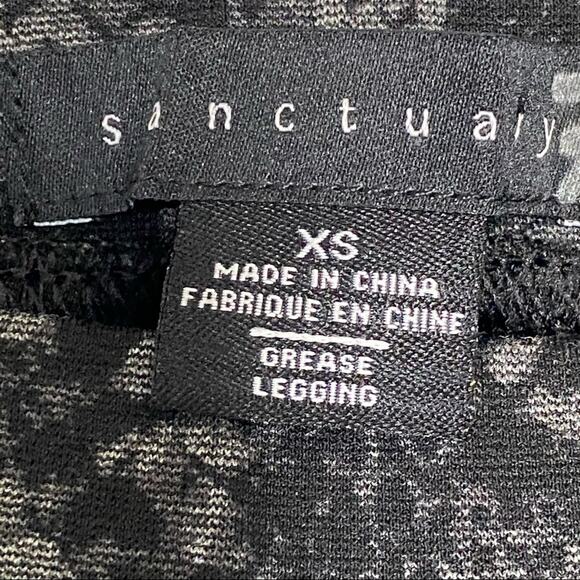 sanctuary
XS
MADE IN CHINA
FABRIQUE EN CHINE
GREASE
LEGGING